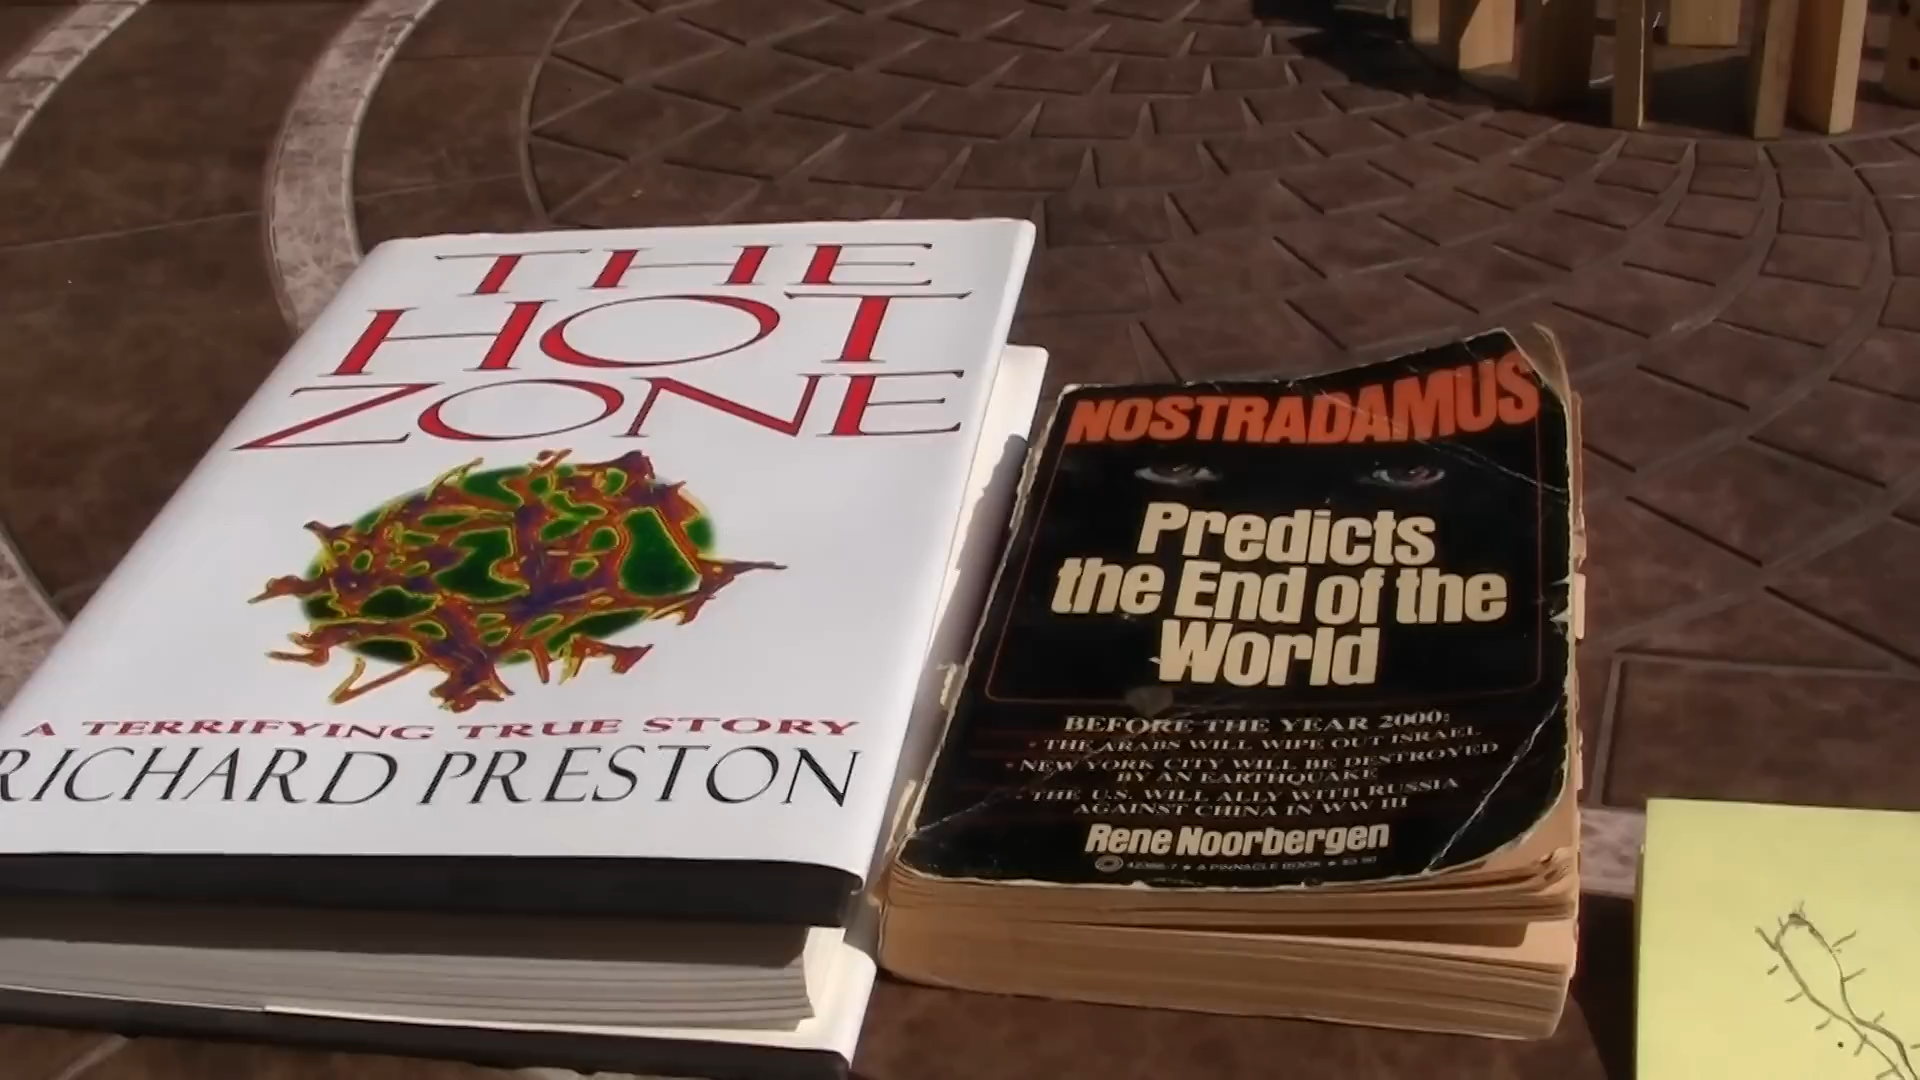 THE
HOT
ZONE
A TERRIFYING TRUE STORY
RICHARD PRESTON
NOSTRADAMUS
Predicts
the End of the
World
BEFORE THE YEAR 2000:
• THE ARABS WILL WIPE OUT ISRAEL
• NEW YORK CITY WILL BE DESTROYED
BY AN EARTHQUAKE
• THE U.S. WILL ALLY WITH RUSSIA
AGAINST CHINA IN WW III
Rene Noorbergen
★ A PINNACLE BOOK ★